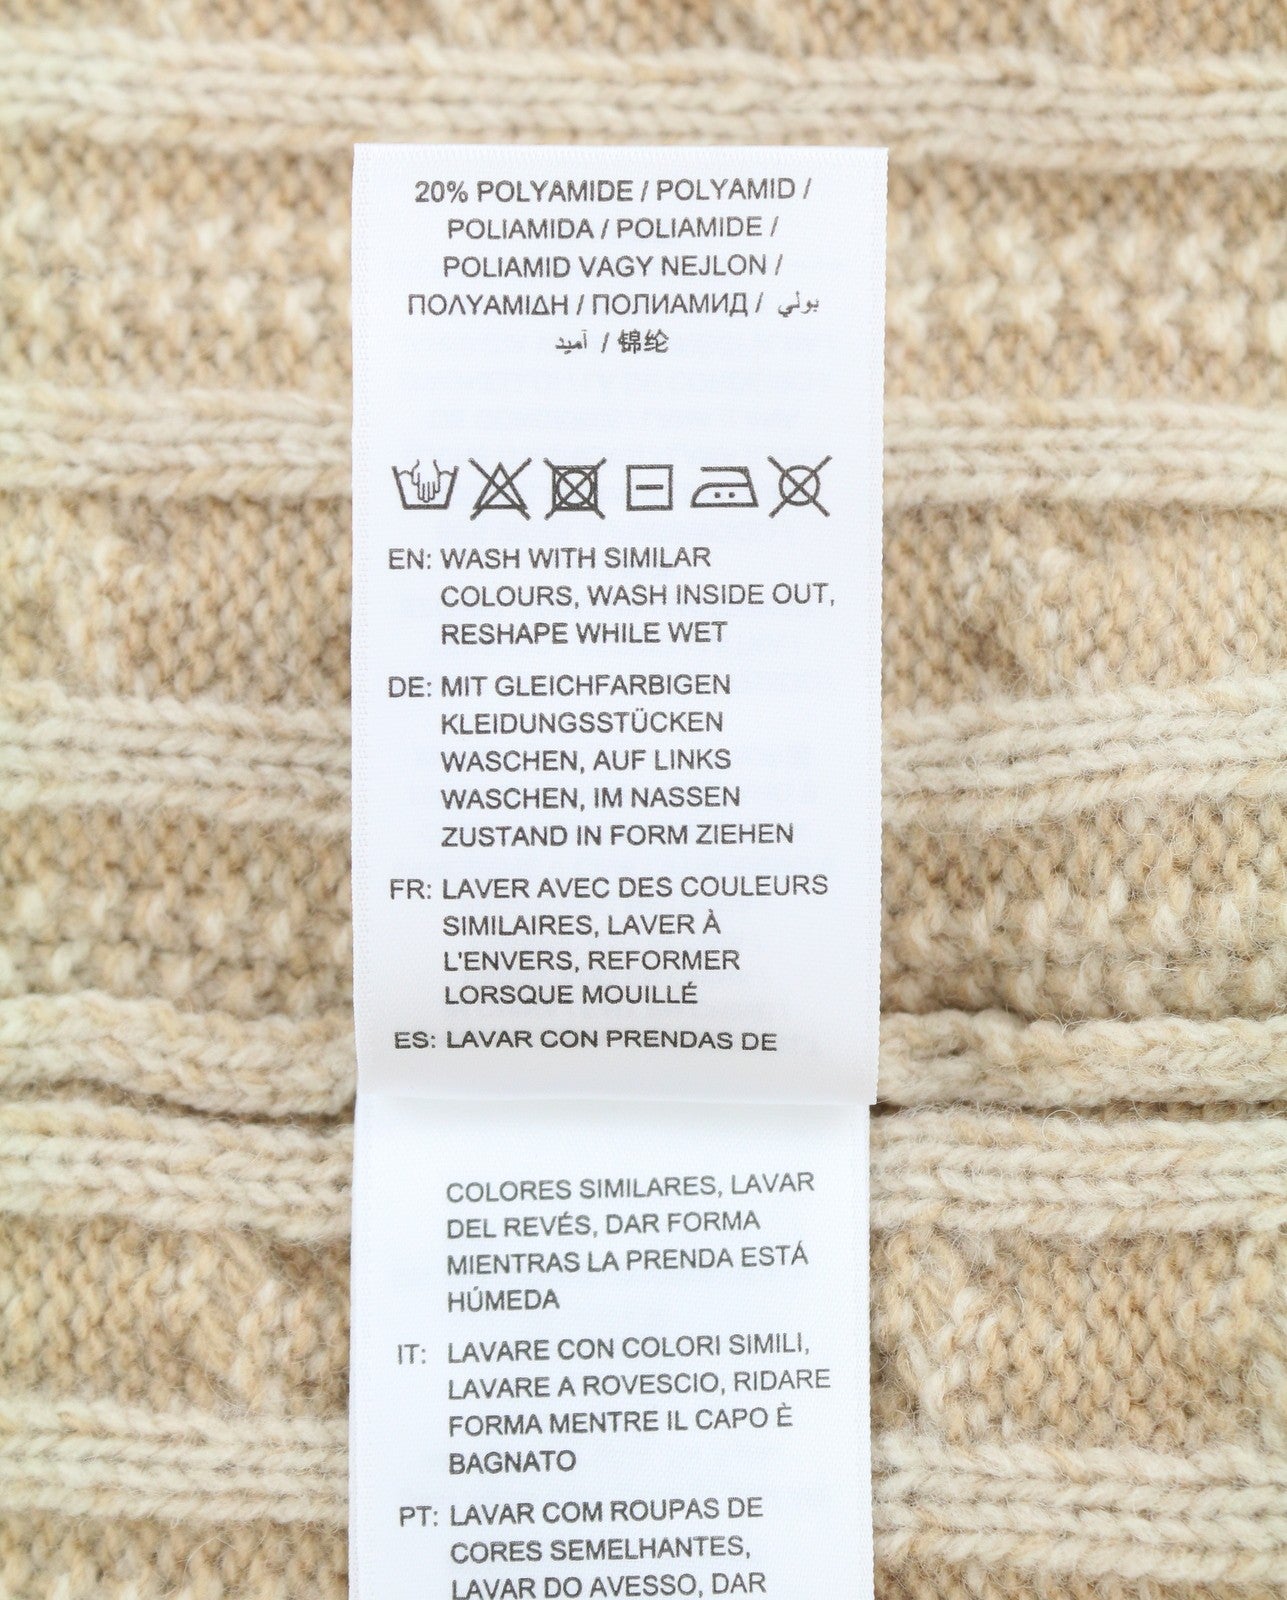 20% POLYAMIDE / POLYAMID /
POLIAMIDA / POLIAMIDE /
POLIAMID VAGY NEJLON /
ΠΟΛΥΑΜΙΔΗ / ПОЛИАМИД / بولي
أميد / 锦纶
EN: WASH WITH SIMILAR
COLOURS, WASH INSIDE OUT,
RESHAPE WHILE WET
DE: MIT GLEICHFARBIGEN
KLEIDUNGSSTÜCKEN
WASCHEN, AUF LINKS
WASCHEN, IM NASSEN
ZUSTAND IN FORM ZIEHEN
FR: LAVER AVEC DES COULEURS
SIMILAIRES, LAVER À
L'ENVERS, REFORMER
LORSQUE MOUILLÉ
ES: LAVAR CON PRENDAS DE
COLORES SIMILARES, LAVAR
DEL REVÉS, DAR FORMA
MIENTRAS LA PRENDA ESTÁ
HÚMEDA
IT: LAVARE CON COLORI SIMILI,
LAVARE A ROVESCIO, RIDARE
FORMA MENTRE IL CAPO È
BAGNATO
PT: LAVAR COM ROUPAS DE
CORES SEMELHANTES,
LAVAR DO AVESSO, DAR